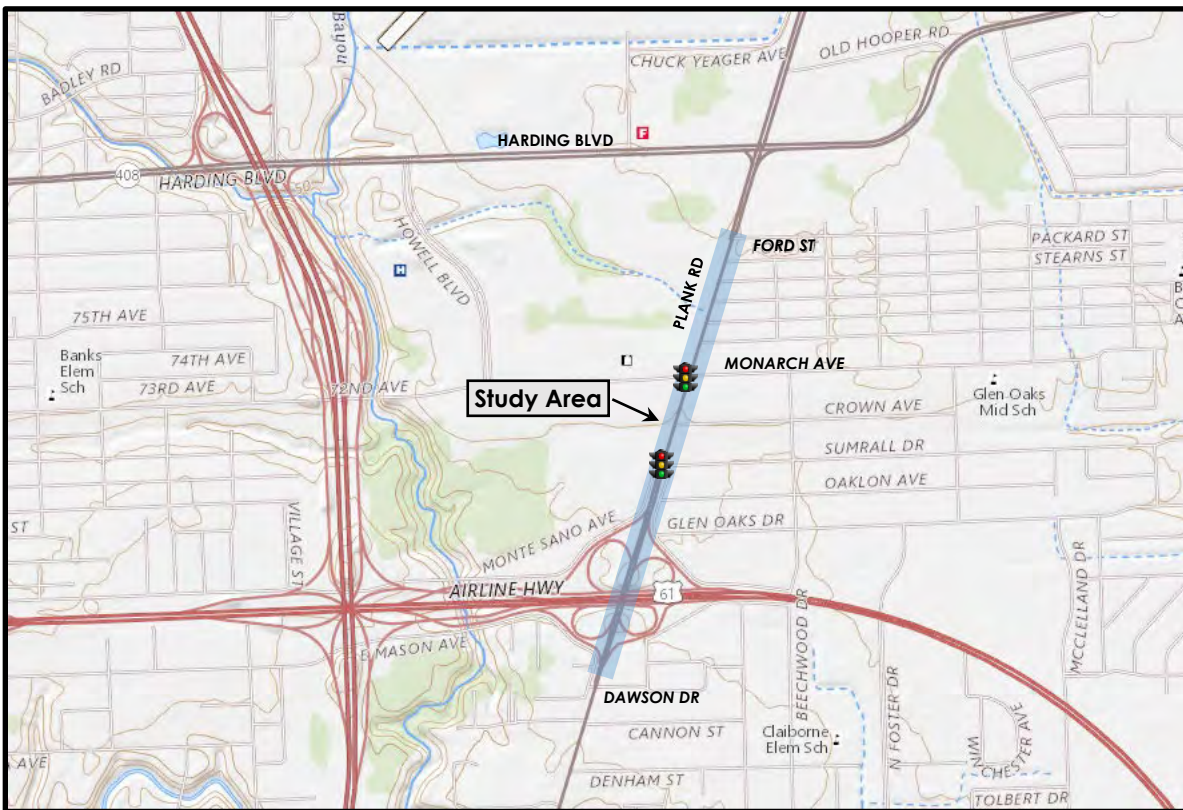 Bayou
BADLEY RD
CHUCK YEAGER AVE
OLD HOOPER RD
F
HARDING BLVD
408
HARDING BLVD
50
HOWELL BLVD
H
FORD ST
PACKARD ST
STEARNS ST
PLANK RD
B
C
A
75TH AVE
Banks
Elem
Sch
74TH AVE
73RD AVE
72ND AVE
L
MONARCH AVE
Study Area
Glen Oaks
Mid Sch
CROWN AVE
SUMRALL DR
OAKLON AVE
ST
VILLAGE ST
MONTE SANO AVE
GLEN OAKS DR
AIRLINE HWY
61
E MASON AVE
BEECHWOOD DR
N FOSTER DR
MCCLELLAND DR
DAWSON DR
CANNON ST
Claiborne
Elem Sch
WINCHESTER AVE
AVE
DENHAM ST
TOLBERT DR